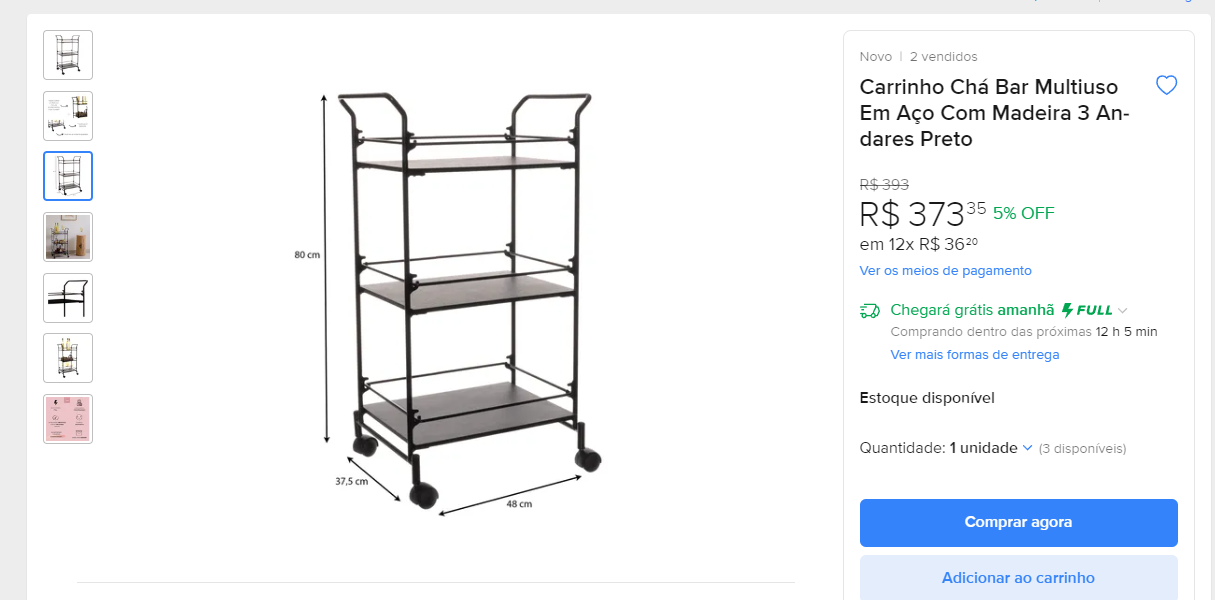 Novo | 2 vendidos
Carrinho Chá Bar Multiuso
Em Aço Com Madeira 3 An-
dares Preto
R$ 393
R$ 373 35 5% OFF
em 12x R$ 36 20
Ver os meios de pagamento
Chegará grátis amanhã FULL
Comprando dentro das próximas 12 h 5 min
Ver mais formas de entrega
Estoque disponível
Quantidade: 1 unidade (3 disponíveis)
Comprar agora
Adicionar ao carrinho
80 cm
37,5 cm
48 cm